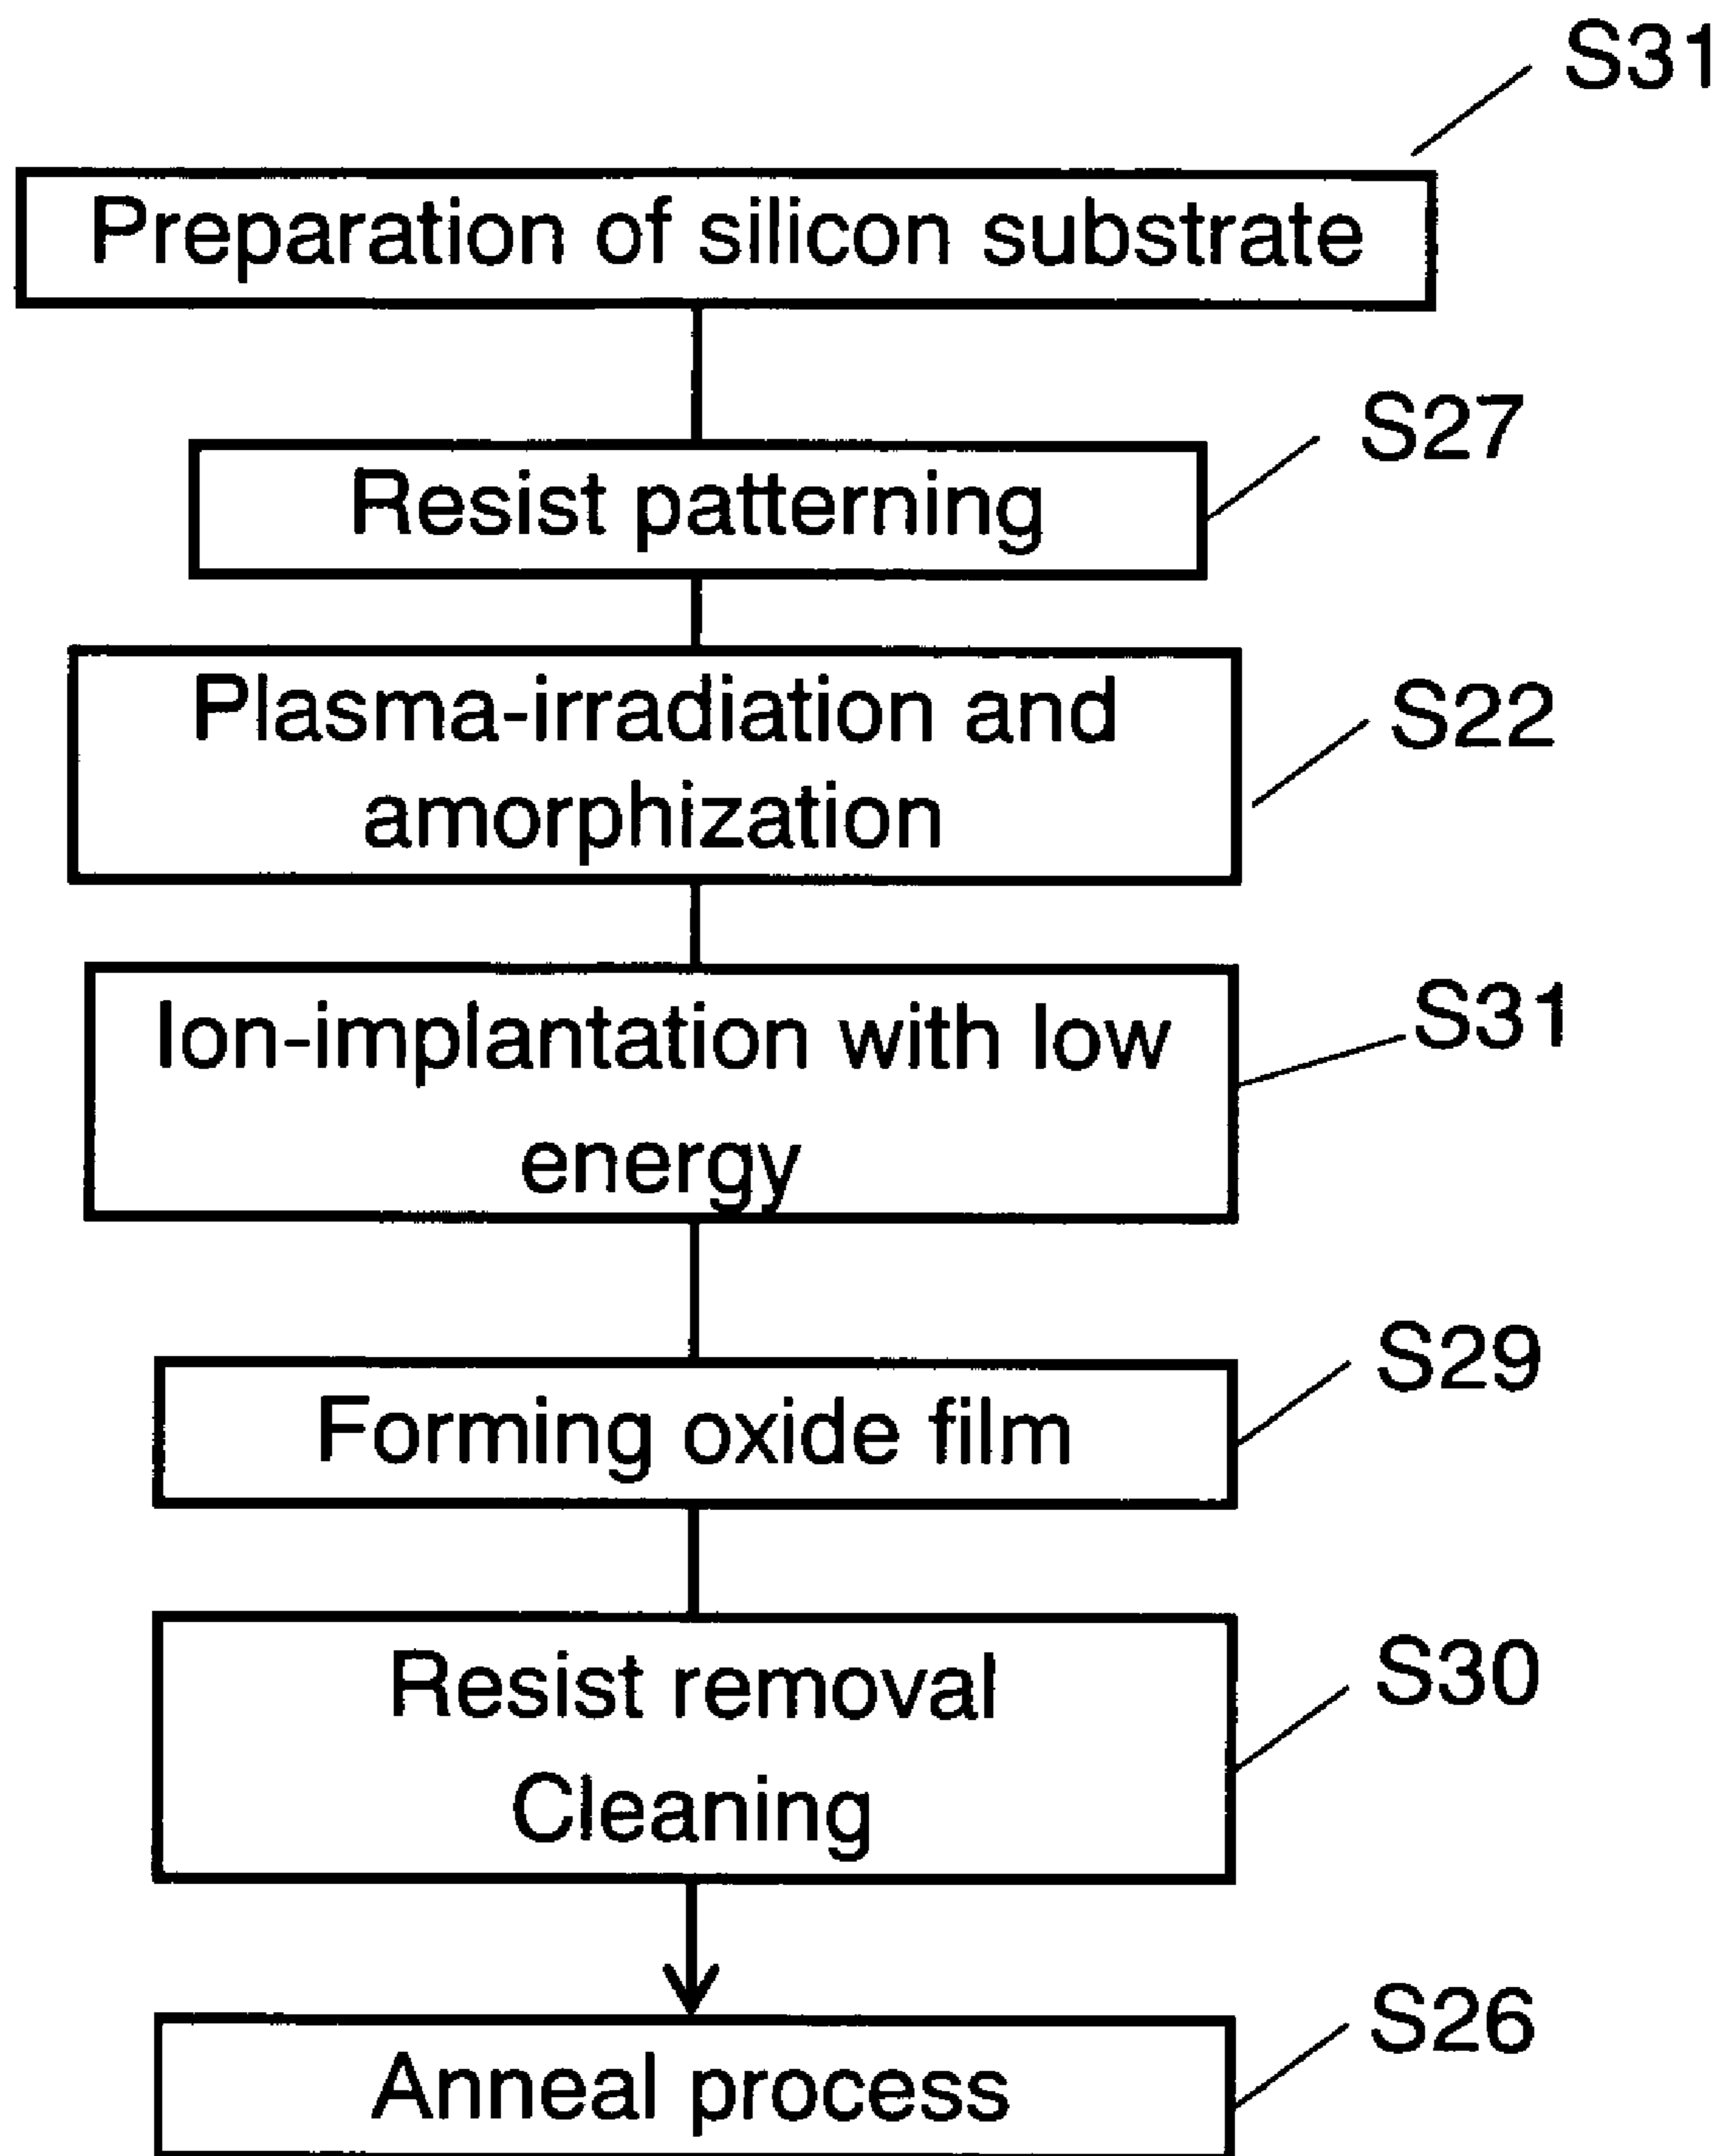 S31
Preparation of silicon substrate
S27
Resist patterning
Plasma-irradiation and
amorphization
S22
Ion-implantation with low
energy
S31
Forming oxide film
S29
Resist removal
Cleaning
S30
Anneal process
S26